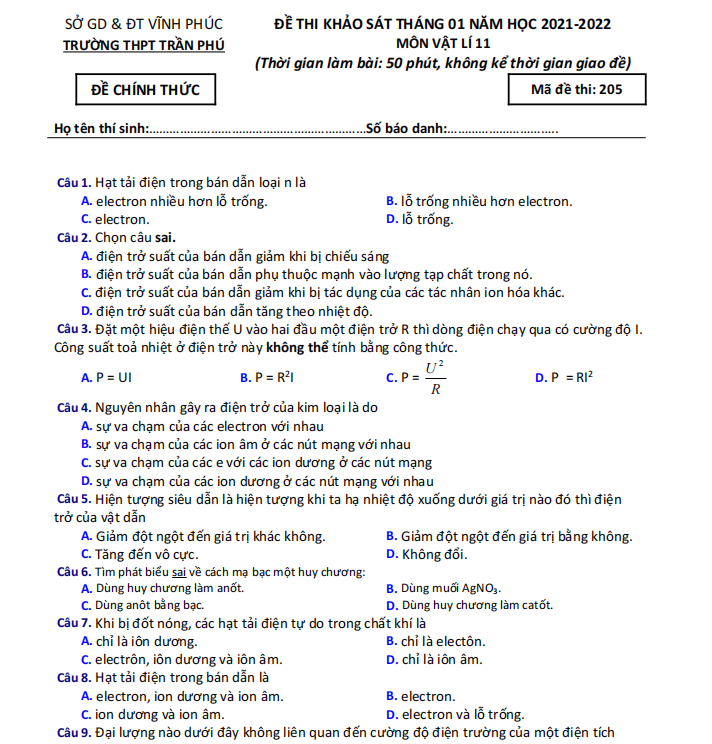 SỞ GD & ĐT VĨNH PHÚC ĐỀ THI KHẢO SÁT THÁNG 01 NĂM HỌC 2021-2022
TRƯỜNG THPT TRẦN PHÚ MÔN VẬT LÍ 11
(Thời gian làm bài: 50 phút, không kể thời gian giao đề)
ĐỀ CHÍNH THỨC Mã đề thi: 205
Họ tên thí sinh:.................................................................Số báo danh:................................
Câu 1. Hạt tải điện trong bán dẫn loại n là
A. electron nhiều hơn lỗ trống. B. lỗ trống nhiều hơn electron.
C. electron. D. lỗ trống.
Câu 2. Chọn câu sai.
A. điện trở suất của bán dẫn giảm khi bị chiếu sáng
B. điện trở suất của bán dẫn phụ thuộc mạnh vào lượng tạp chất trong nó.
C. điện trở suất của bán dẫn giảm khi bị tác dụng của các tác nhân ion hóa khác.
D. điện trở suất của bán dẫn tăng theo nhiệt độ.
Câu 3. Đặt một hiệu điện thế U vào hai đầu một điện trở R thì dòng điện chạy qua có cường độ I.
Công suất toả nhiệt ở điện trở này không thể tính bằng công thức.
A. P = UI B. P = R²I C. P = U²/R D. P = RI²
Câu 4. Nguyên nhân gây ra điện trở của kim loại là do
A. sự va chạm của các electron với nhau
B. sự va chạm của các ion âm ở các nút mạng với nhau
C. sự va chạm của các e với các ion dương ở các nút mạng
D. sự va chạm của các ion dương ở các nút mạng với nhau
Câu 5. Hiện tượng siêu dẫn là hiện tượng khi ta hạ nhiệt độ xuống dưới giá trị nào đó thì điện
trở của vật dẫn
A. Giảm đột ngột đến giá trị khác không. B. Giảm đột ngột đến giá trị bằng không.
C. Tăng đến vô cực. D. Không đổi.
Câu 6. Tìm phát biểu sai về cách mạ bạc một huy chương:
A. Dùng huy chương làm anốt. B. Dùng muối AgNO₃.
C. Dùng anôt bằng bạc. D. Dùng huy chương làm catốt.
Câu 7. Khi bị đốt nóng, các hạt tải điện tự do trong chất khí là
A. chỉ là iôn dương. B. chỉ là electôn.
C. electrôn, iôn dương và iôn âm. D. chỉ là iôn âm.
Câu 8. Hạt tải điện trong bán dẫn là
A. electron, ion dương và ion âm. B. electron.
C. ion dương và ion âm. D. electron và lỗ trống.
Câu 9. Đại lượng nào dưới đây không liên quan đến cường độ điện trường của một điện tích